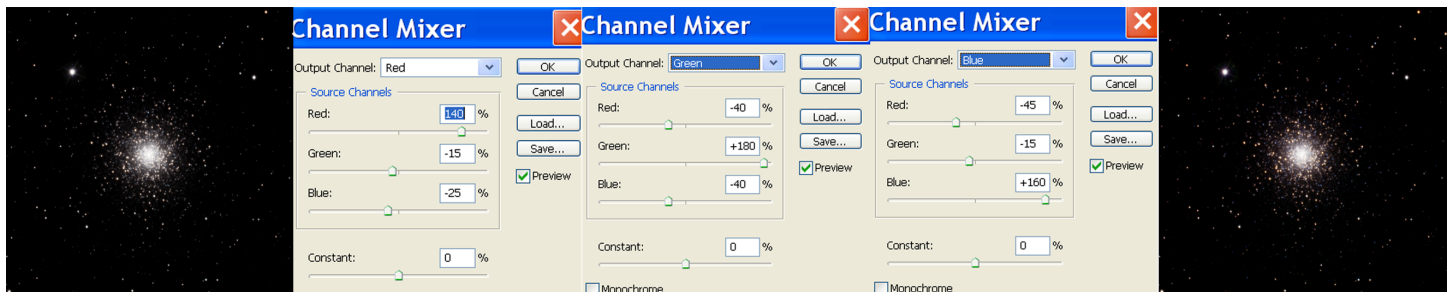 Channel Mixer
Output Channel: Red
OK
Cancel
Load...
Save...
Preview
Source Channels
Red: 140 %
Green: -15 %
Blue: -25 %
Constant: 0 %
Channel Mixer
Output Channel: Green
OK
Cancel
Load...
Save...
Preview
Source Channels
Red: -40 %
Green: +180 %
Blue: -40 %
Constant: 0 %
Monochrome
Channel Mixer
Output Channel: Blue
OK
Cancel
Load...
Save...
Preview
Source Channels
Red: -45 %
Green: -15 %
Blue: +160 %
Constant: 0 %
Monochrome